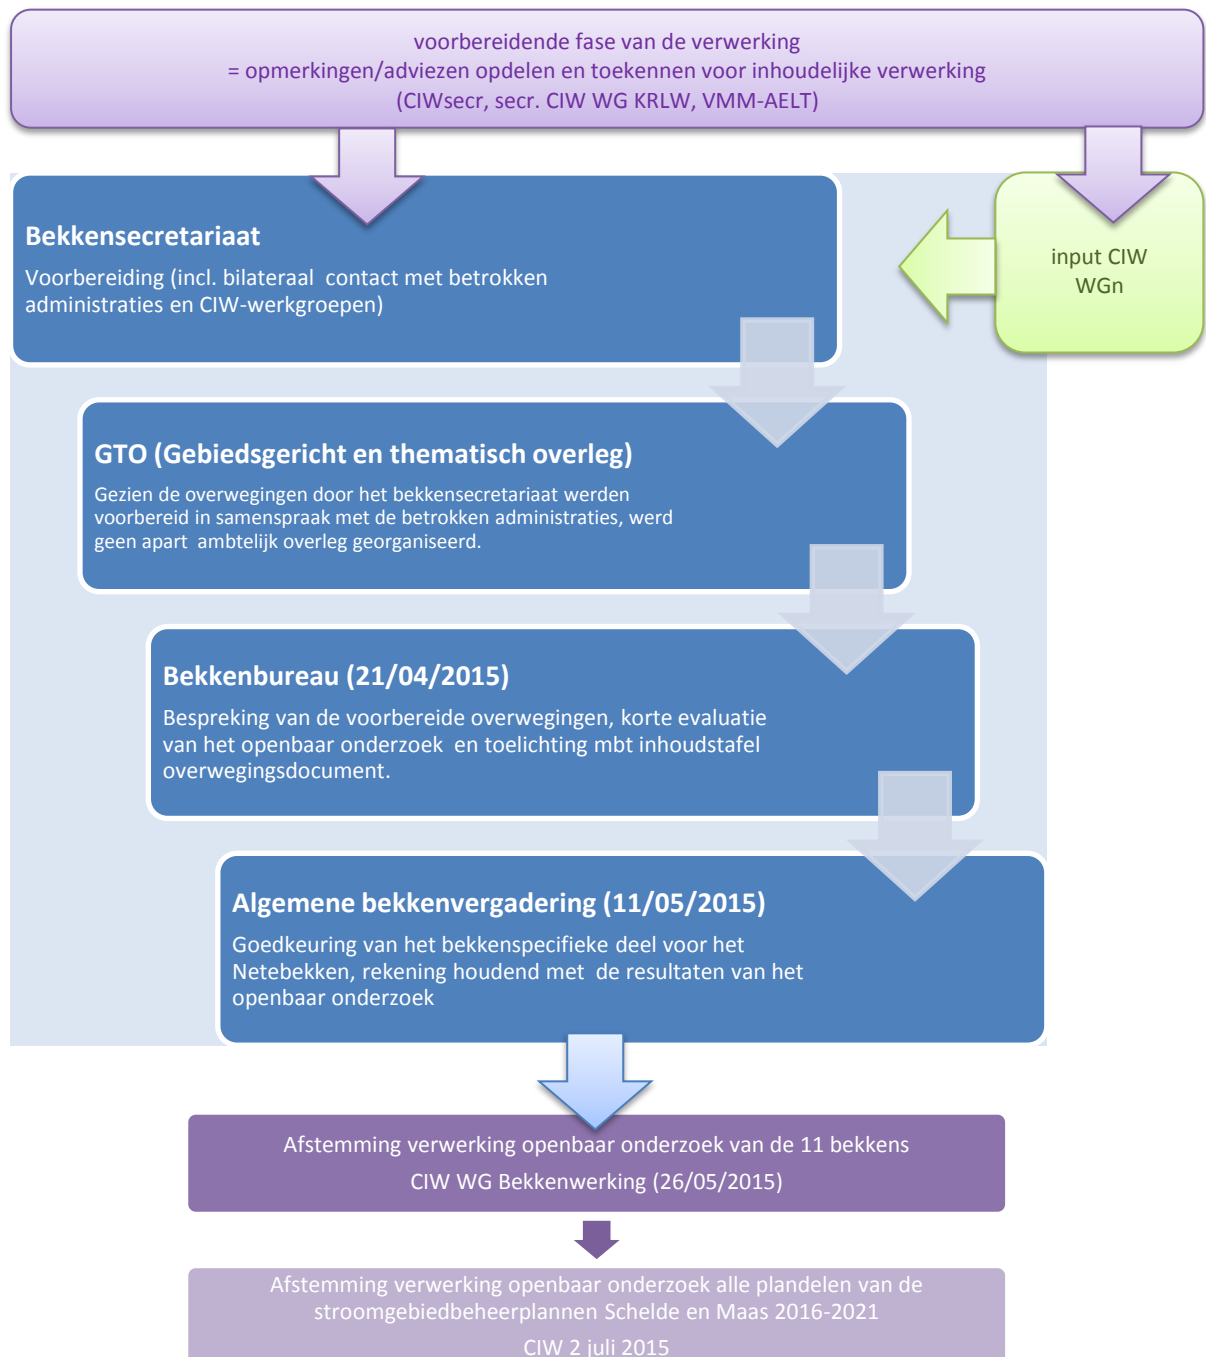 voorbereidende fase van de verwerking
= opmerkingen/adviezen opdelen en toekennen voor inhoudelijke verwerking
(CIWsecr, secr. CIW WG KRLW, VMM-AELT)
Bekkensecretariaat
Voorbereiding (incl. bilateraal contact met betrokken
administraties en CIW-werkgroepen)
input CIW
WGn
GTO (Gebiedsgericht en thematisch overleg)
Gezien de overwegingen door het bekkensecretariaat werden
voorbereid in samenspraak met de betrokken administraties, werd
geen apart ambtelijk overleg georganiseerd.
Bekkenbureau (21/04/2015)
Bespreking van de voorbereide overwegingen, korte evaluatie
van het openbaar onderzoek en toelichting mbt inhoudstafel
overwegingsdocument.
Algemene bekkenvergadering (11/05/2015)
Goedkeuring van het bekkenspecifieke deel voor het
Netebekken, rekening houdend met de resultaten van het
openbaar onderzoek
Afstemming verwerking openbaar onderzoek van de 11 bekkens
CIW WG Bekkenwerking (26/05/2015)
Afstemming verwerking openbaar onderzoek alle plandelen van de
stroomgebiedbeheerplannen Schelde en Maas 2016-2021
CIW 2 juli 2015